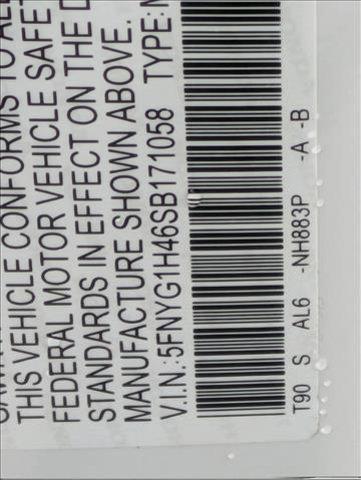 THIS VEHICLE CONFORMS TO ALL
FEDERAL MOTOR VEHICLE SAFET
STANDARDS IN EFFECT ON THE D
MANUFACTURE SHOWN ABOVE.
V.I.N.:5FNYG1H46SB171058 TYPE:
T90 S AL6 -NH883P -A -B